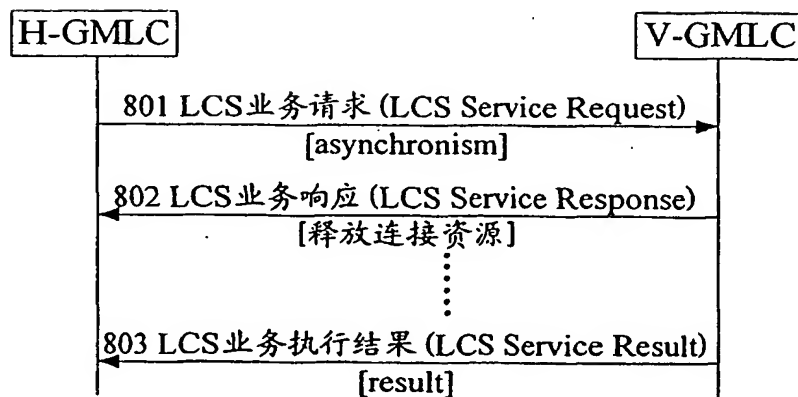 H-GMLC
V-GMLC
801 LCS业务请求 (LCS Service Request)
[asynchronism]
802 LCS业务响应 (LCS Service Response)
[释放连接资源]
803 LCS业务执行结果 (LCS Service Result)
[result]